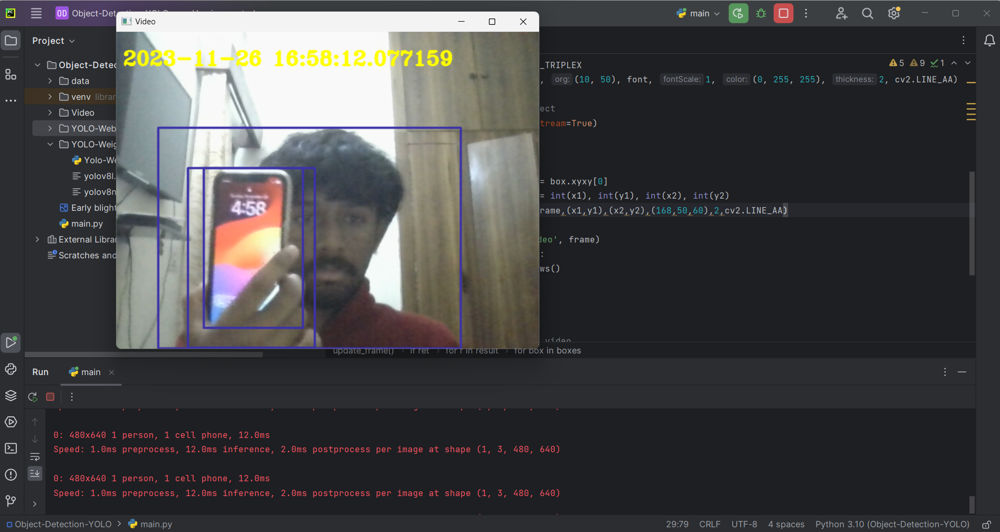 PC
OD Object-Det
main
Video
2023-11-26 16:58:12.077159
4:58
Project
Object-Detec
data
venv librar
Video
YOLO-Web
YOLO-Weig
Yolo-We
yolov8l.
yolov8n
Early blight
main.py
External Libra
Scratches and
5 9 1
_TRIPLEX
, org: (10, 50), font, fontScale: 1, color: (0, 255, 255), thickness: 2, cv2.LINE_AA)
ect
tream=True)
= box.xyxy[0]
= int(x1), int(y1), int(x2), int(y2)
rame,(x1,y1),(x2,y2),(168,50,60),2,cv2.LINE_AA)
deo', frame)
:
ws()
video
update_frame() › if ret › for r in result › for box in boxes
Run main
0: 480x640 1 person, 1 cell phone, 12.0ms
Speed: 1.0ms preprocess, 12.0ms inference, 2.0ms postprocess per image at shape (1, 3, 480, 640)
0: 480x640 1 person, 1 cell phone, 12.0ms
Speed: 1.0ms preprocess, 12.0ms inference, 2.0ms postprocess per image at shape (1, 3, 480, 640)
Object-Detection-YOLO › main.py
29:79 CRLF UTF-8 4 spaces Python 3.10 (Object-Detection-YOLO)